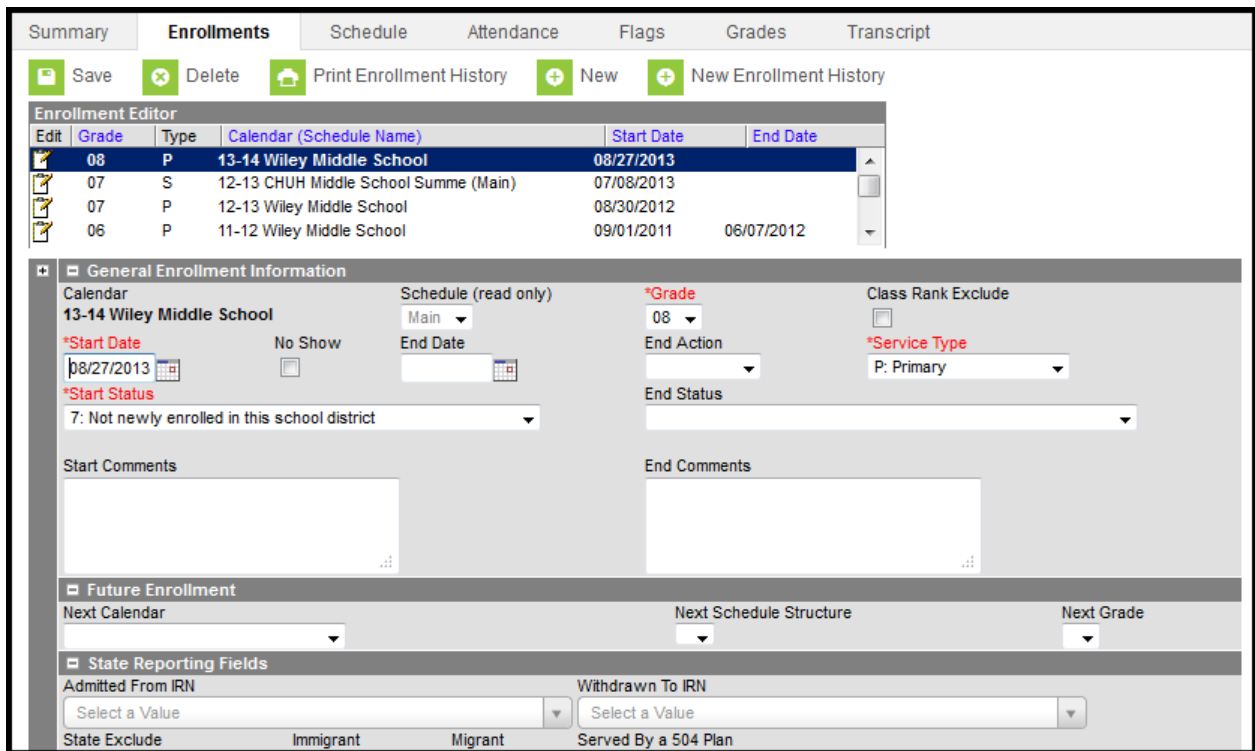 Summary Enrollments Schedule Attendance Flags Grades Transcript
Save Delete Print Enrollment History New New Enrollment History
Enrollment Editor
Edit Grade Type Calendar (Schedule Name) Start Date End Date
08 P 13-14 Wiley Middle School 08/27/2013
07 S 12-13 CHUH Middle School Summe (Main) 07/08/2013
07 P 12-13 Wiley Middle School 08/30/2012
06 P 11-12 Wiley Middle School 09/01/2011 06/07/2012
General Enrollment Information
Calendar Schedule (read only) *Grade Class Rank Exclude
13-14 Wiley Middle School Main 08
*Start Date No Show End Date End Action *Service Type
08/27/2013 P: Primary
*Start Status End Status
7: Not newly enrolled in this school district
Start Comments End Comments
Future Enrollment
Next Calendar Next Schedule Structure Next Grade
State Reporting Fields
Admitted From IRN Withdrawn To IRN
Select a Value Select a Value
State Exclude Immigrant Migrant Served By a 504 Plan